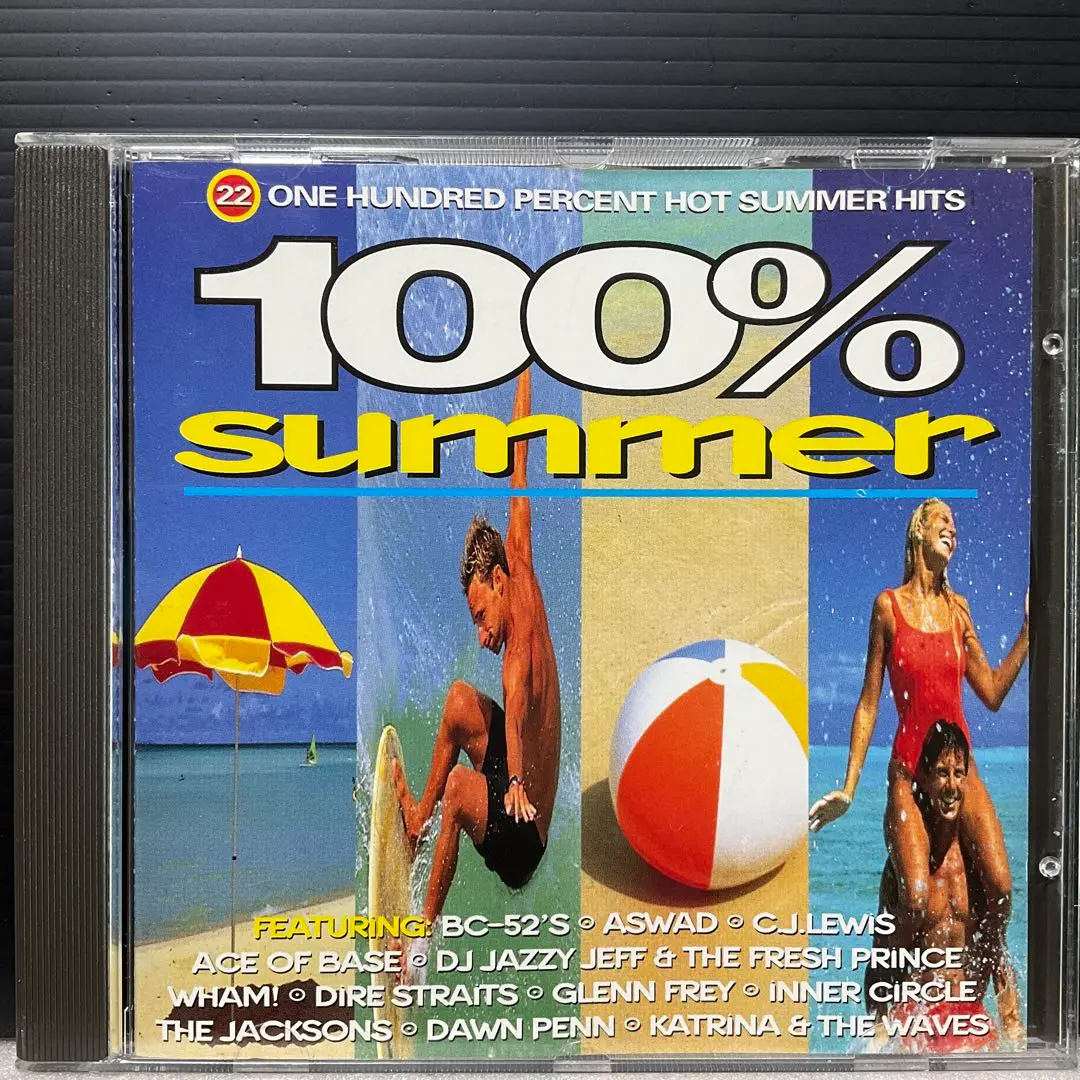 22 ONE HUNDRED PERCENT HOT SUMMER HITS
100%
summer
FEATURING: BC-52'S • ASWAD • C.J.LEWIS
ACE OF BASE • DJ JAZZY JEFF & THE FRESH PRINCE
WHAM! • DIRE STRAITS • GLENN FREY • INNER CIRCLE
THE JACKSONS • DAWN PENN • KATRINA & THE WAVES